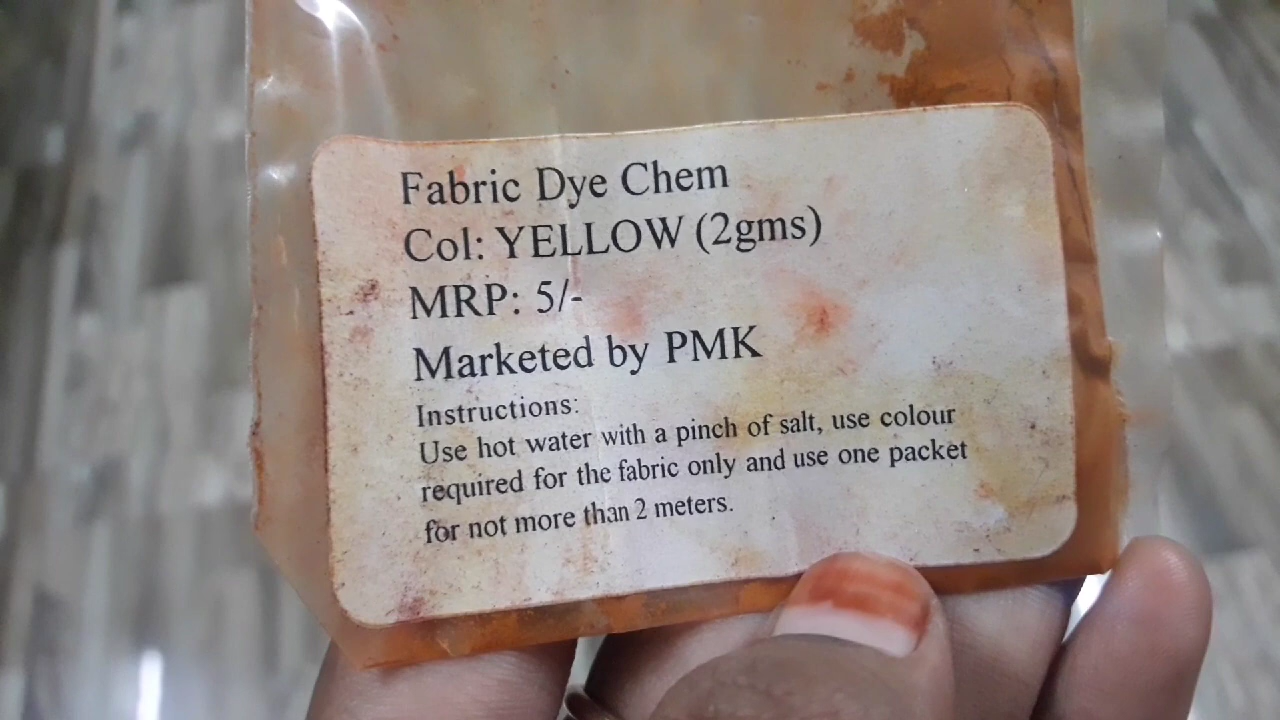 Fabric Dye Chem
Col: YELLOW (2gms)
MRP: 5/-
Marketed by PMK
Instructions:
Use hot water with a pinch of salt, use colour
required for the fabric only and use one packet
for not more than 2 meters.